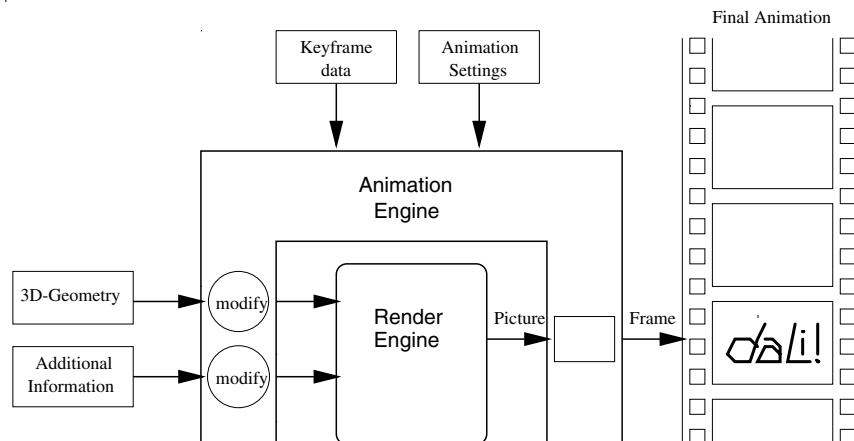 Final Animation
Keyframe
data
Animation
Settings
Animation
Engine
3D-Geometry
modify
Render
Engine
Picture
Frame
dali!
Additional
Information
modify